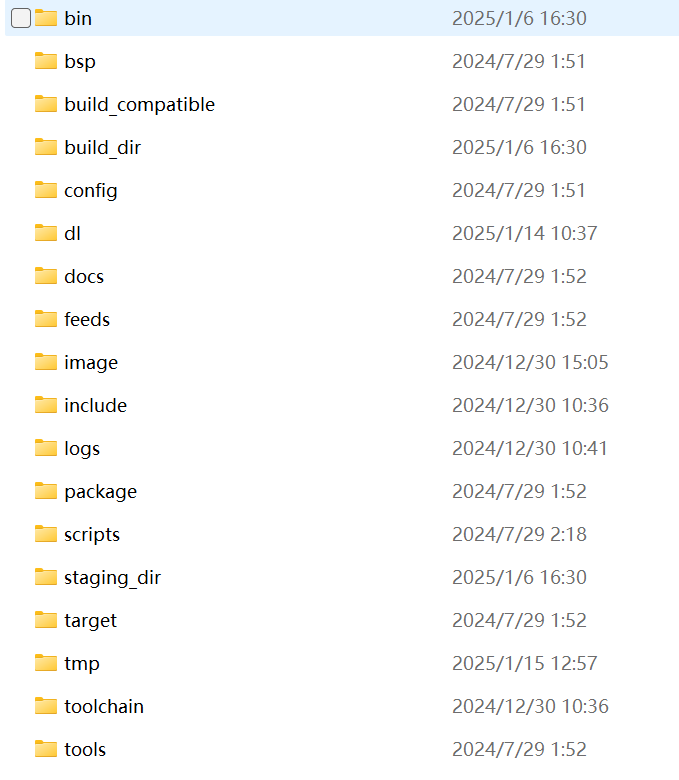 bin 2025/1/6 16:30
bsp 2024/7/29 1:51
build_compatible 2024/7/29 1:51
build_dir 2025/1/6 16:30
config 2024/7/29 1:51
dl 2025/1/14 10:37
docs 2024/7/29 1:52
feeds 2024/7/29 1:52
image 2024/12/30 15:05
include 2024/12/30 10:36
logs 2024/12/30 10:41
package 2024/7/29 1:52
scripts 2024/7/29 2:18
staging_dir 2025/1/6 16:30
target 2024/7/29 1:52
tmp 2025/1/15 12:57
toolchain 2024/12/30 10:36
tools 2024/7/29 1:52